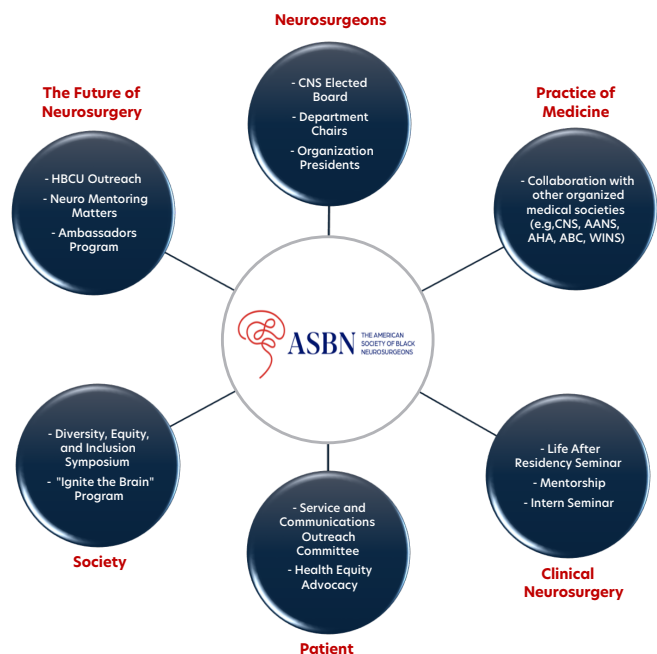 Neurosurgeons
- CNS Elected
Board
- Department
Chairs
- Organization
Presidents
The Future of
Neurosurgery
- HBCU Outreach
- Neuro Mentoring
Matters
- Ambassadors
Program
Practice of
Medicine
- Collaboration with
other organized
medical societies
(e.g,CNS, AANS,
AHA, ABC, WINS)
ASBN
THE AMERICAN
SOCIETY OF BLACK
NEUROSURGEONS
- Diversity, Equity,
and Inclusion
Symposium
- "Ignite the Brain"
Program
Society
- Service and
Communications
Outreach
Committee
- Health Equity
Advocacy
Patient
- Life After
Residency Seminar
- Mentorship
- Intern Seminar
Clinical
Neurosurgery